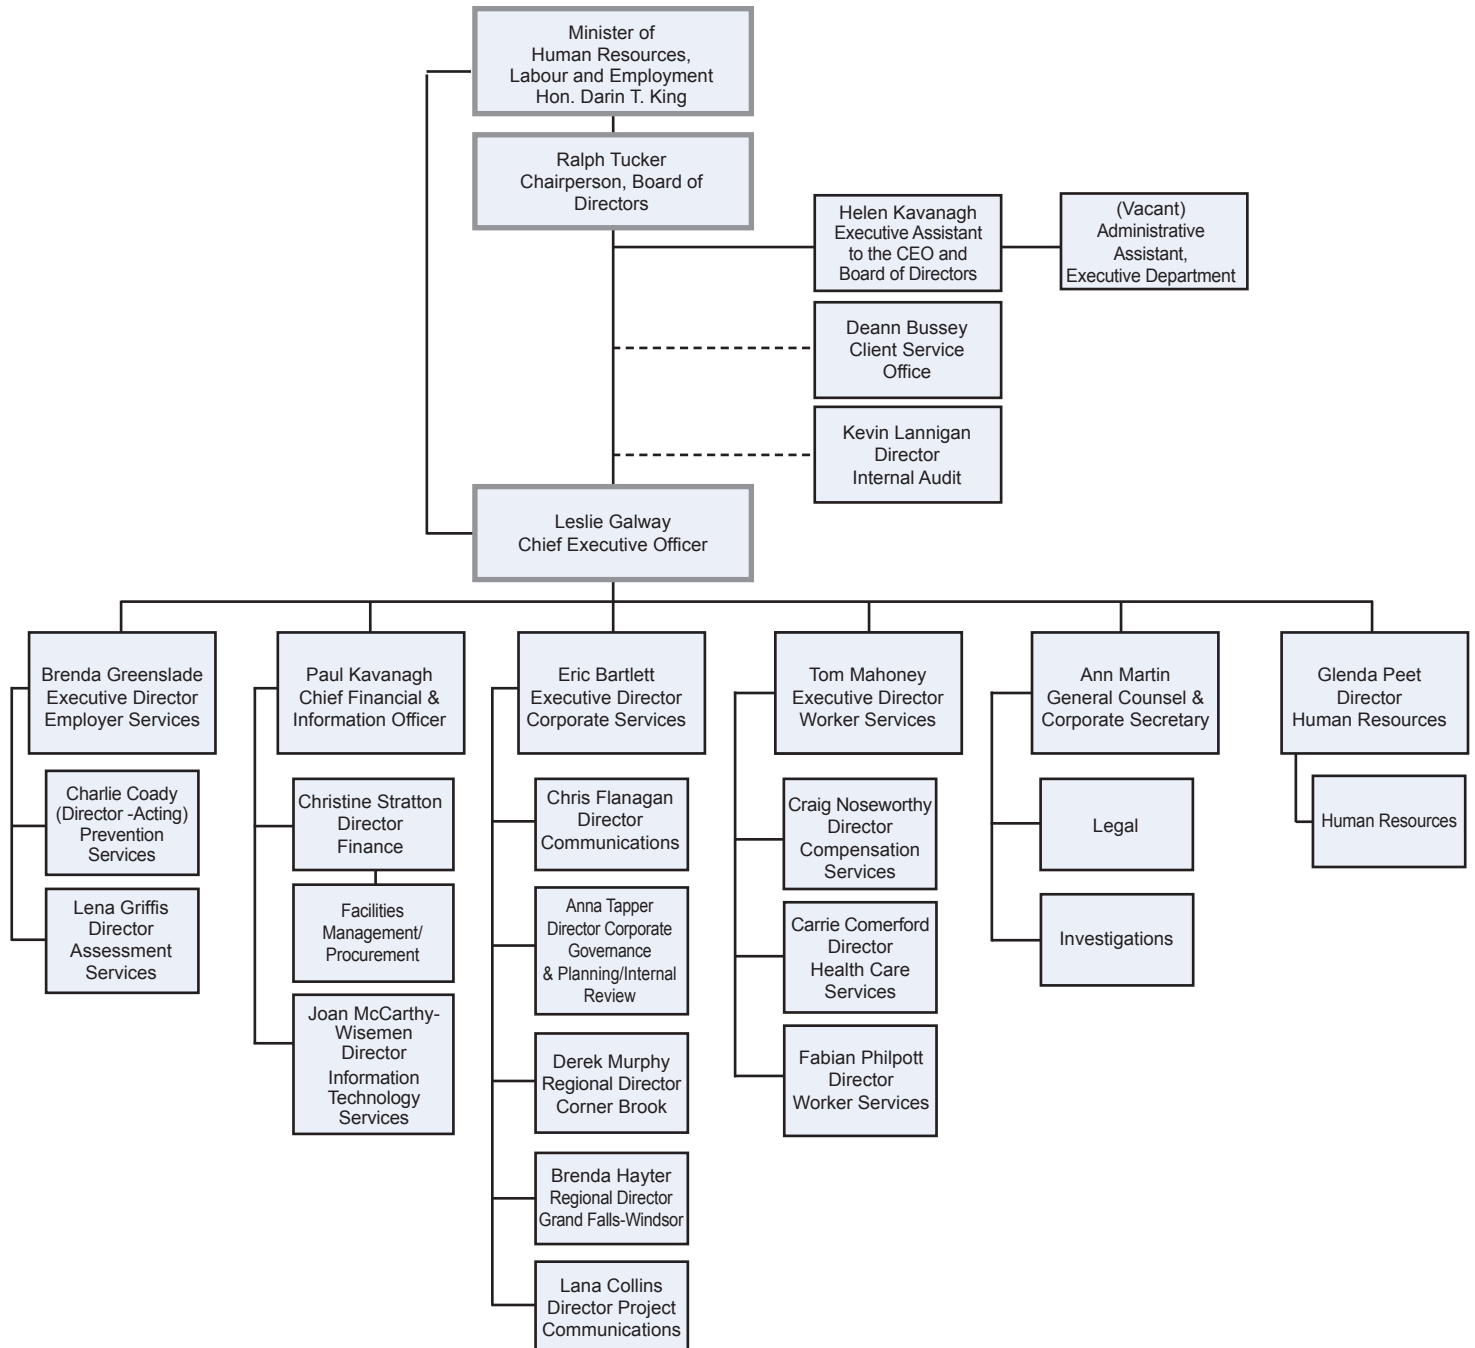 Minister of
Human Resources,
Labour and Employment
Hon. Darin T. King
Ralph Tucker
Chairperson, Board of
Directors
Helen Kavanagh
Executive Assistant
to the CEO and
Board of Directors
(Vacant)
Administrative
Assistant,
Executive Department
Deann Bussey
Client Service
Office
Kevin Lannigan
Director
Internal Audit
Leslie Galway
Chief Executive Officer
Brenda Greenslade
Executive Director
Employer Services
Charlie Coady
(Director -Acting)
Prevention
Services
Lena Griffis
Director
Assessment
Services
Paul Kavanagh
Chief Financial &
Information Officer
Christine Stratton
Director
Finance
Facilities
Management/
Procurement
Joan McCarthy-
Wisemen
Director
Information
Technology
Services
Eric Bartlett
Executive Director
Corporate Services
Chris Flanagan
Director
Communications
Anna Tapper
Director Corporate
Governance
& Planning/Internal
Review
Derek Murphy
Regional Director
Corner Brook
Brenda Hayter
Regional Director
Grand Falls-Windsor
Lana Collins
Director Project
Communications
Tom Mahoney
Executive Director
Worker Services
Craig Noseworthy
Director
Compensation
Services
Carrie Comerford
Director
Health Care
Services
Fabian Philpott
Director
Worker Services
Ann Martin
General Counsel &
Corporate Secretary
Legal
Investigations
Glenda Peet
Director
Human Resources
Human Resources